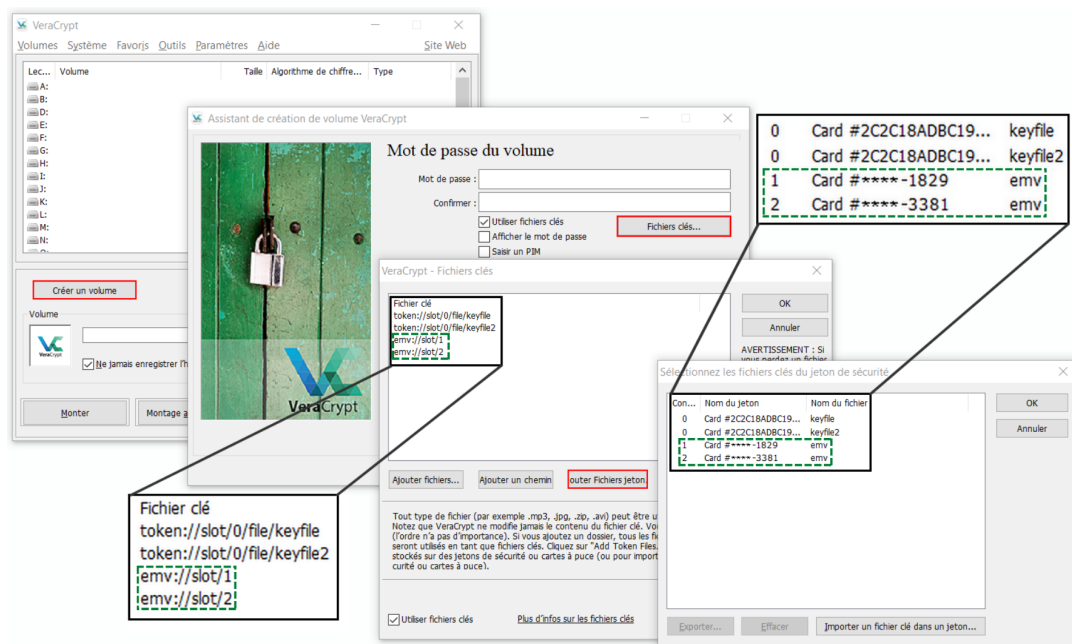 VeraCrypt
Volumes Système Favoris Outils Paramètres Aide Site Web
Lec... Volume Taille Algorithme de chiffre... Type
A:
B:
D:
E:
F:
G:
H:
I:
J:
K:
L:
M:
N:
Créer un volume
Volume
VeraCrypt
Ne jamais enregistrer l'h
Monter
Montage a
Assistant de création de volume VeraCrypt
VeraCrypt
Mot de passe du volume
Mot de passe :
Confirmer :
Utiliser fichiers clés
Fichiers clés...
Afficher le mot de passe
Saisir un PIM
VeraCrypt - Fichiers clés
Fichier clé
token://slot/0/file/keyfile
token://slot/0/file/keyfile2
emv://slot/1
emv://slot/2
OK
Annuler
AVERTISSEMENT : Si
vous perdez un fichier
Ajouter fichiers...
Ajouter un chemin
outer Fichiers jeton.
Tout type de fichier (par exemple .mp3, .jpg, .zip, .avi) peut être u
Notez que VeraCrypt ne modifie jamais le contenu du fichier clé. Vo
(l'ordre n'a pas d'importance). Si vous ajoutez un dossier, tous les fi
seront utilisés en tant que fichiers clés. Cliquez sur "Add Token Files.
stockés sur des jetons de sécurité ou cartes à puce (ou pour import
curité ou cartes à puce).
Utiliser fichiers clés
Plus d'infos sur les fichiers clés
Fichier clé
token://slot/0/file/keyfile
token://slot/0/file/keyfile2
emv://slot/1
emv://slot/2
0 Card #2C2C18ADBC19... keyfile
0 Card #2C2C18ADBC19... keyfile2
1 Card #****-1829 emv
2 Card #****-3381 emv
Sélectionnez les fichiers clés du jeton de sécurité
Con... Nom du jeton Nom du fichier
0 Card #2C2C18ADBC19... keyfile
0 Card #2C2C18ADBC19... keyfile2
1 Card #****-1829 emv
2 Card #****-3381 emv
OK
Annuler
Exporter...
Effacer
Importer un fichier clé dans un jeton...